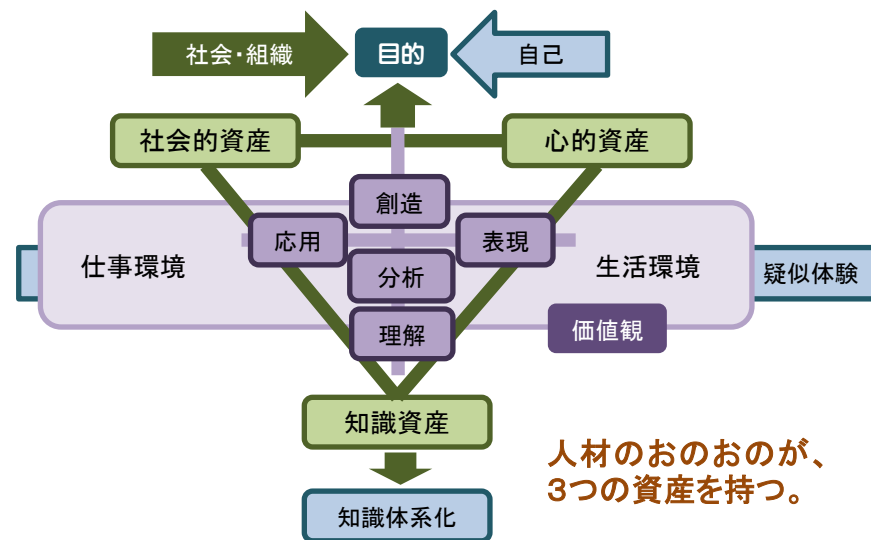 社会・組織
目的
自己
社会的資産
心的資産
創造
応用
表現
仕事環境
分析
生活環境
疑似体験
理解
価値観
知識資産
人材のおのおのが、
3つの資産を持つ。
知識体系化